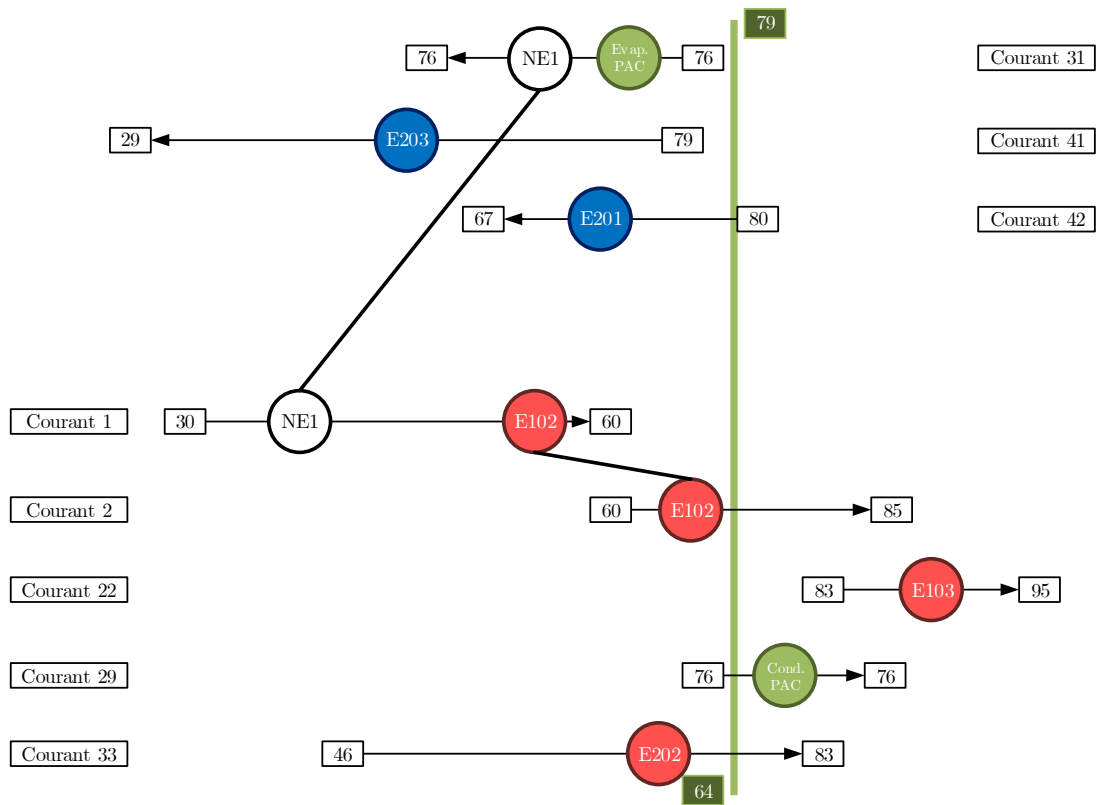 79
76
NE1
Evap.
PAC
76
Courant 31
29
E203
79
Courant 41
67
E201
80
Courant 42
Courant 1
30
NE1
E102
60
Courant 2
60
E102
85
Courant 22
83
E103
95
Courant 29
76
Cond.
PAC
76
Courant 33
46
E202
83
64